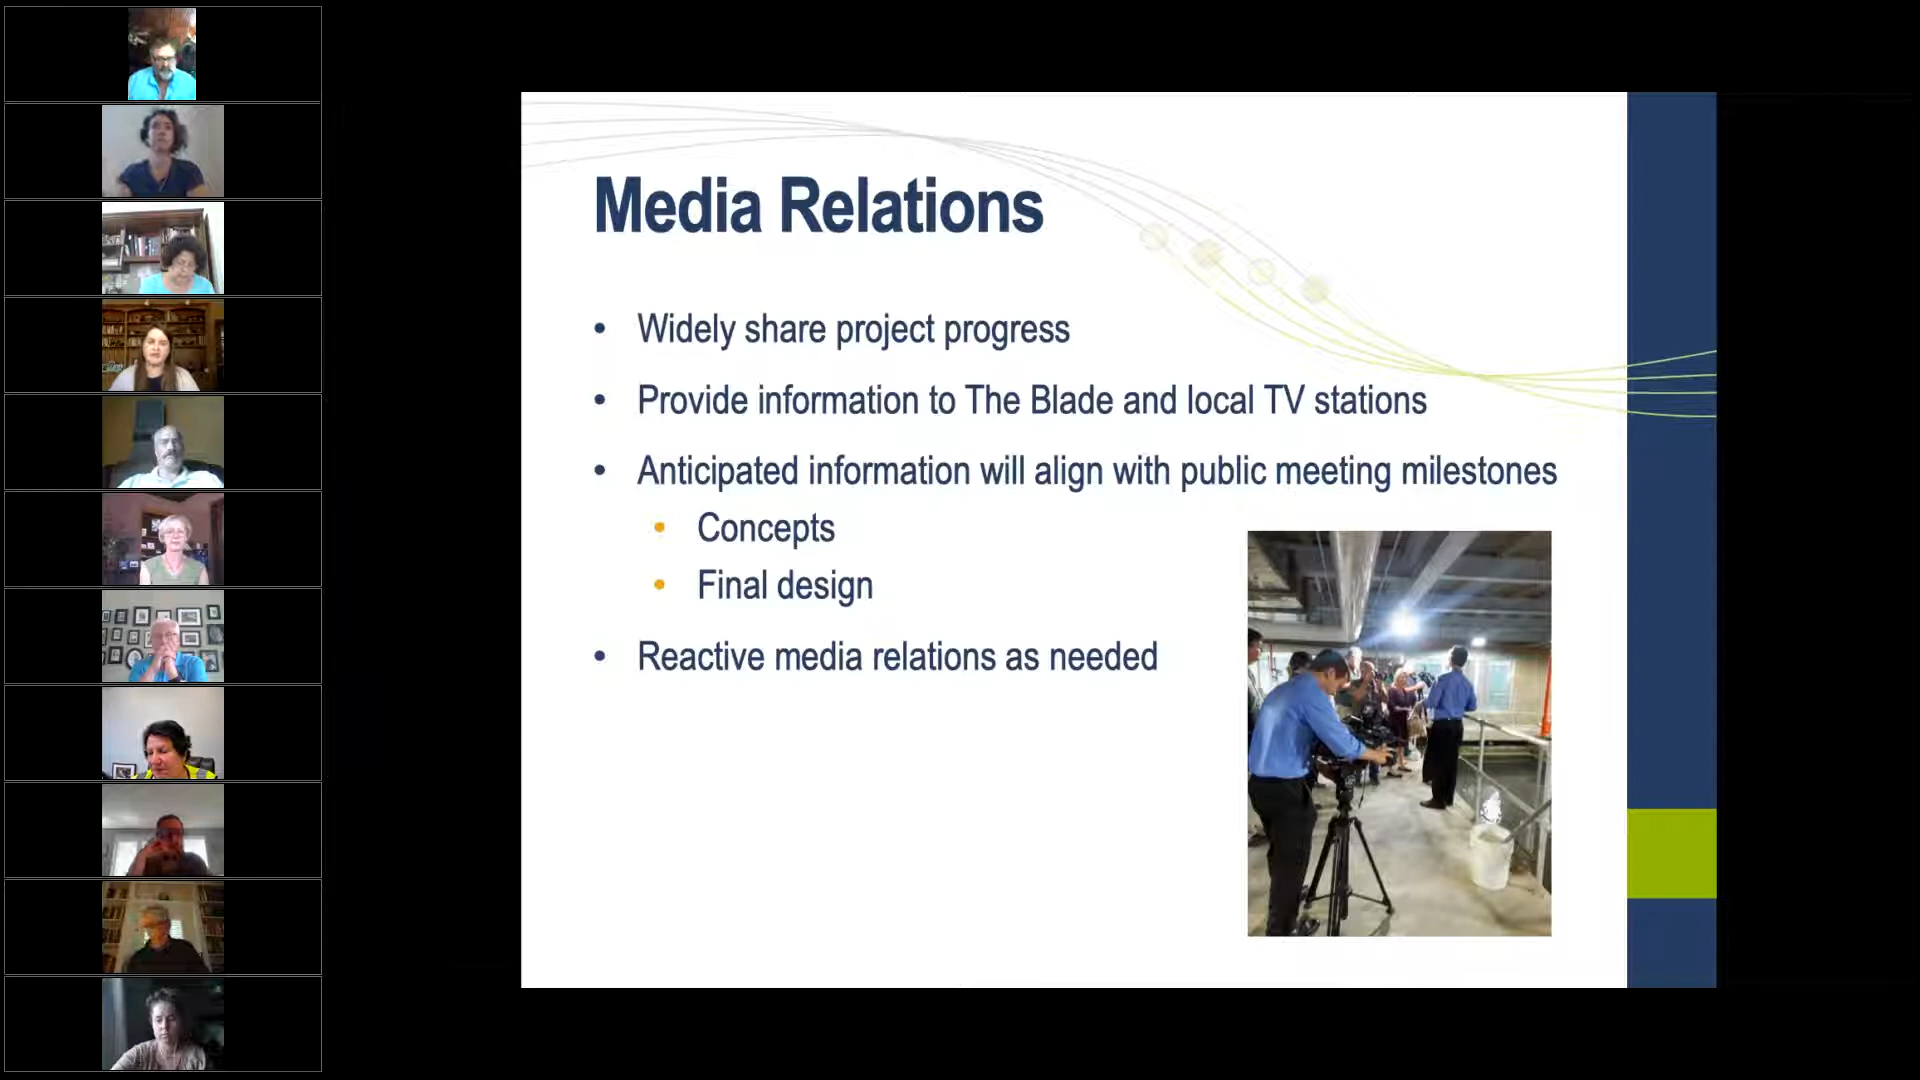 Media Relations
• Widely share project progress
• Provide information to The Blade and local TV stations
• Anticipated information will align with public meeting milestones
• Concepts
• Final design
• Reactive media relations as needed